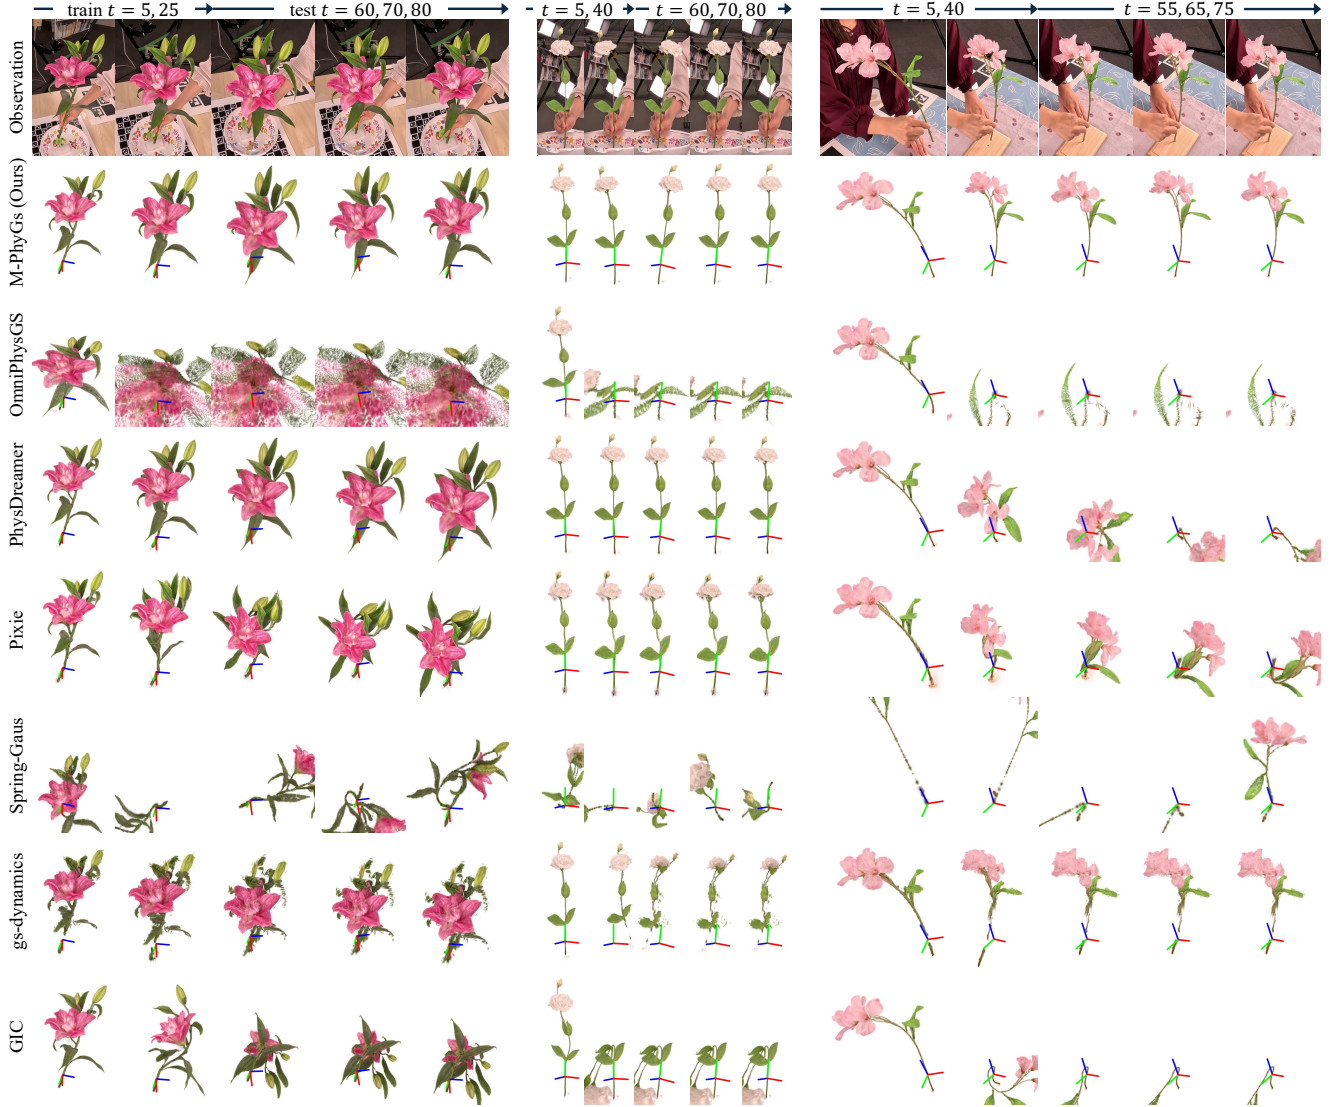 train t = 5, 25
test t = 60, 70, 80
t = 5, 40
t = 60, 70, 80
t = 5, 40
t = 55, 65, 75
Observation
M-PhyGs (Ours)
OmniPhysGS
PhysDreamer
Pixie
Spring-Gaus
gs-dynamics
GIC